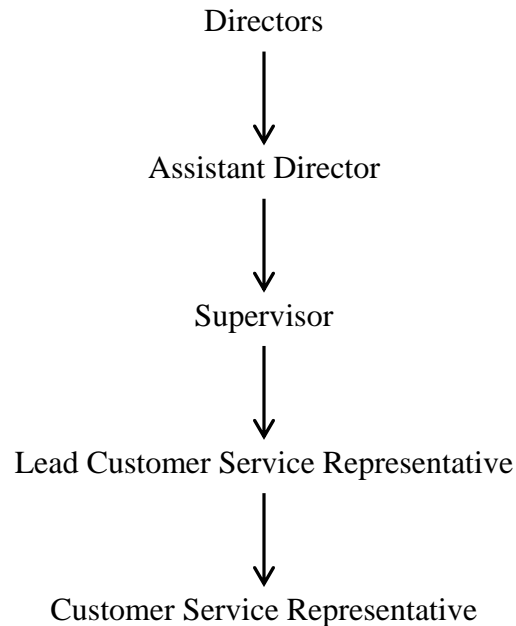 Directors
Assistant Director
Supervisor
Lead Customer Service Representative
Customer Service Representative